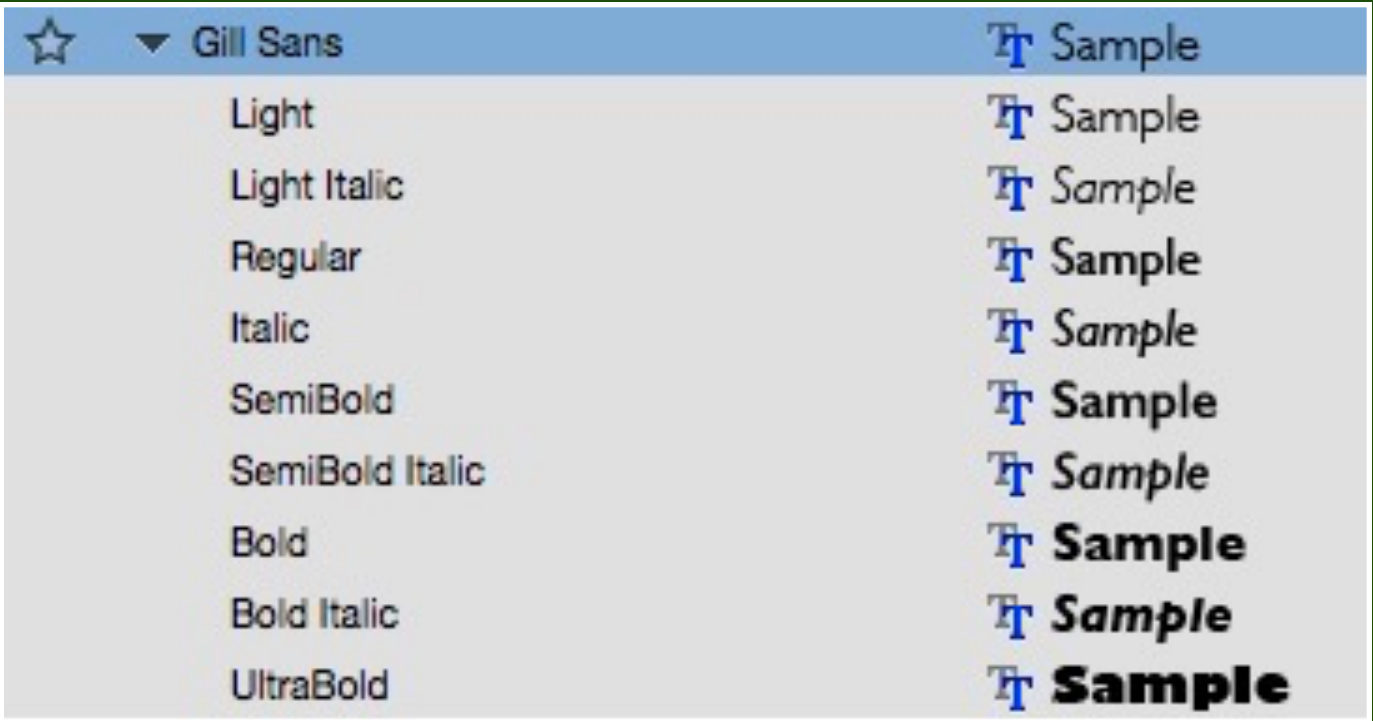 Gill Sans Sample
Light Sample
Light Italic Sample
Regular Sample
Italic Sample
SemiBold Sample
SemiBold Italic Sample
Bold Sample
Bold Italic Sample
UltraBold Sample